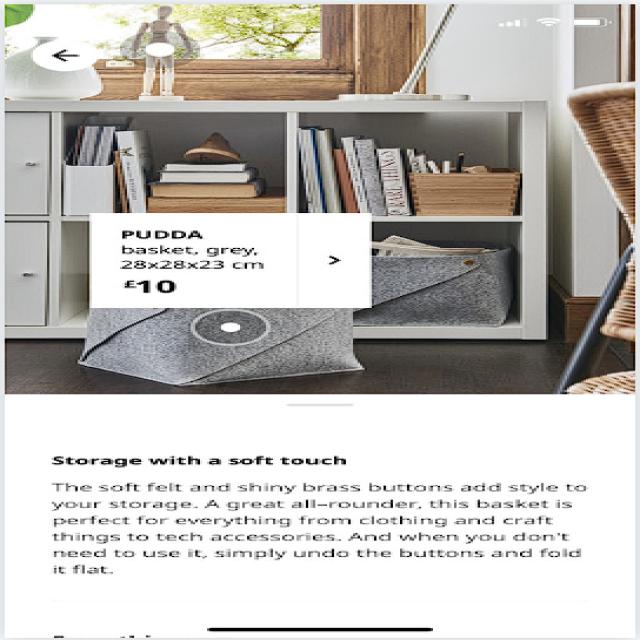 RARE THINGS
PUDDA
basket, grey,
28x28x23 cm
£10
>
Storage with a soft touch
The soft felt and shiny brass buttons add style to
your storage. A great all-rounder, this basket is
perfect for everything from clothing and craft
things to tech accessories. And when you don't
need to use it, simply undo the buttons and fold
it flat.